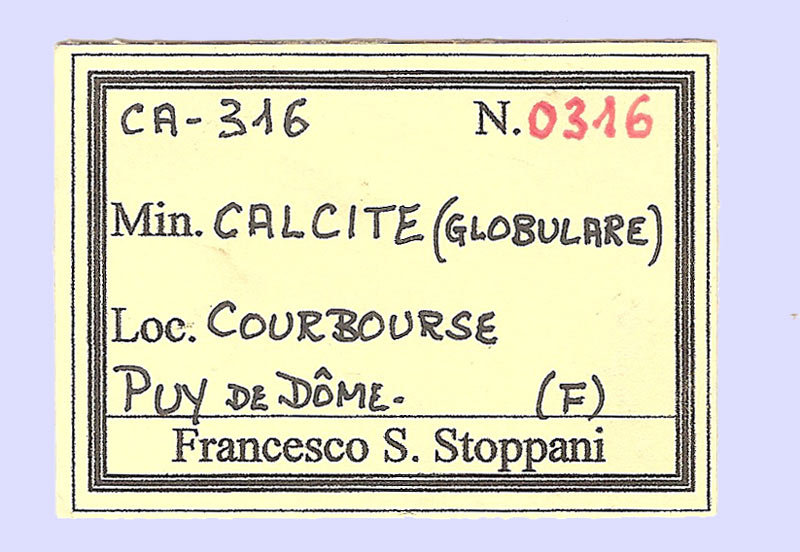 CA-316 N.0316
Min. CALCITE (GLOBULARE)
Loc. COURBOURSE
PUY DE DÔME. (F)
Francesco S. Stoppani